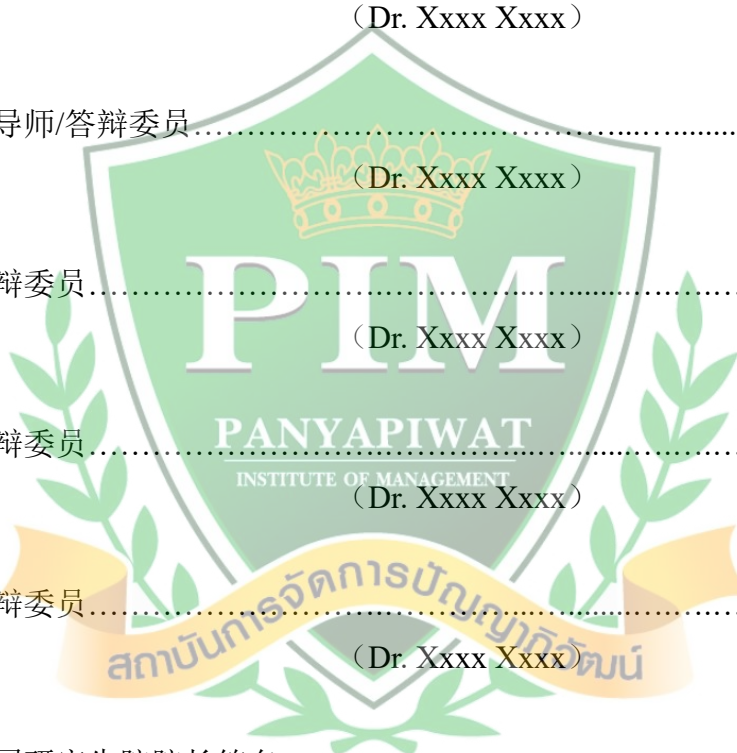 （Dr. Xxxx Xxxx）
导师/答辩委员……………………………...……………...….........
（Dr. Xxxx Xxxx）
辩委员………………………………………………….......………….
（Dr. Xxxx Xxxx）
PIM
PANYAPIWAT
INSTITUTE OF MANAGEMENT
辩委员…………………………………………...….......………….
（Dr. Xxxx Xxxx）
辩委员………………………………………….............………….
สถาบันการจัดการปัญญาภิวัฒน์
（Dr. Xxxx Xxxx）